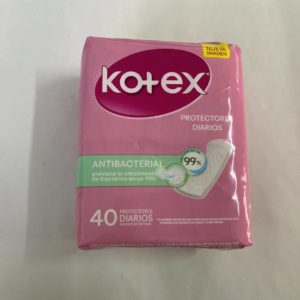 NUEVA
IMAGEN
kotex
PROTECTORES
DIARIOS
ANTIBACTERIAL
previene el crecimiento
de bacterias en un 99%
99%
40
PROTECTORES
DIARIOS